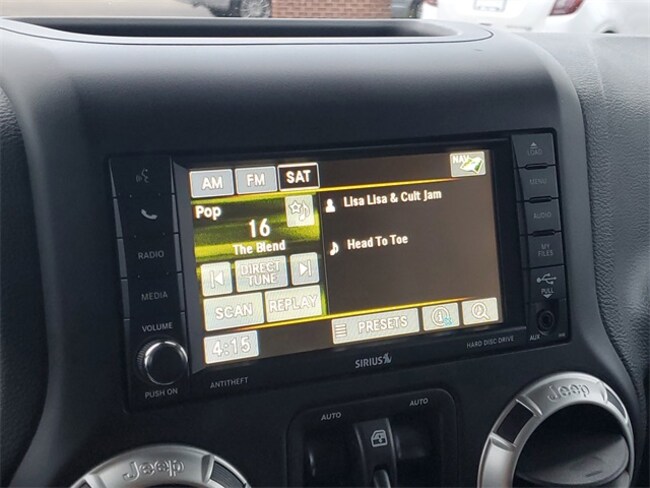 AM FM SAT NAV
Pop
16
The Blend
Lisa Lisa & Cult Jam
Head To Toe
DIRECT
TUNE
SCAN REPLAY
PRESETS
4:15
RADIO
MEDIA
VOLUME
PUSH ON
ANTITHEFT
SIRIUS
HARD DISC DRIVE
LOAD
MENU
AUDIO
MY
FILES
PULL
AUX
AUTO AUTO
Jeep Jeep